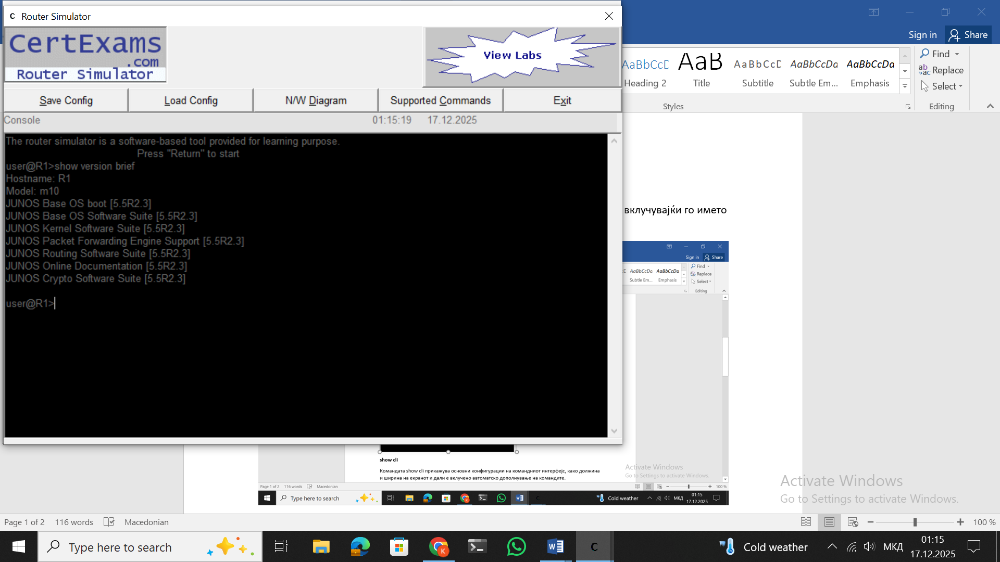 C Router Simulator
CertExams
.com
Router Simulator
View Labs
Save Config Load Config N/W Diagram Supported Commands Exit
Console 01:15:19 17.12.2025
The router simulator is a software-based tool provided for learning purpose.
Press "Return" to start
user@R1>show version brief
Hostname: R1
Model: m10
JUNOS Base OS boot [5.5R2.3]
JUNOS Base OS Software Suite [5.5R2.3]
JUNOS Kernel Software Suite [5.5R2.3]
JUNOS Packet Forwarding Engine Support [5.5R2.3]
JUNOS Routing Software Suite [5.5R2.3]
JUNOS Online Documentation [5.5R2.3]
JUNOS Crypto Software Suite [5.5R2.3]
user@R1>
Sign in Share
AaBbCcD AaB AaBbCcD AaBbCcDa AaBbCcDa
Heading 2 Title Subtitle Subtle Em... Emphasis
Styles
Find
Replace
Select
Editing
вклучувајќи го името
Sign in Share
AaBbCcDa AaBbCcDa
Subtle Em... Emphasis
Find
Replace
Select
Editing
show cli
Командата show cli прикажува основни конфигурации на командниот интерфејс, како должина
и ширина на екранот и дали е вклучено автоматско дополнување на командите.
Activate Windows
Go to Settings to activate Windows.
Page 1 of 2 116 words Macedonian 100 %
Type here to search Cold weather МКД 01:15
17.12.2025
Activate Windows
Go to Settings to activate Windows.
Page 1 of 2 116 words Macedonian 100 %
Type here to search Cold weather МКД 01:15
17.12.2025